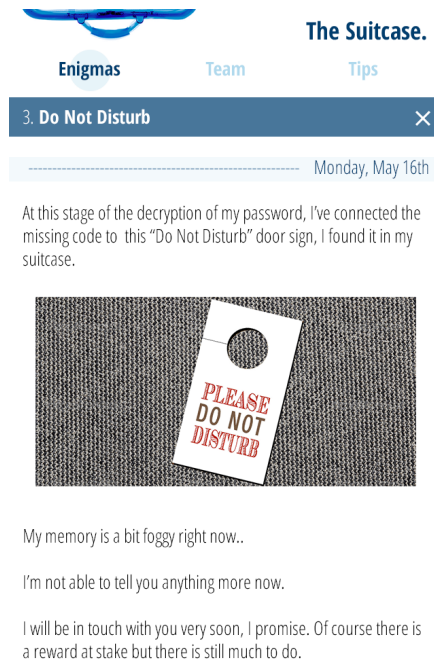 The Suitcase.
Enigmas Team Tips
3. Do Not Disturb ×
Monday, May 16th
At this stage of the decryption of my password, I've connected the
missing code to this “Do Not Disturb” door sign, I found it in my
suitcase.
PLEASE
DO NOT
DISTURB
My memory is a bit foggy right now..
I'm not able to tell you anything more now.
I will be in touch with you very soon, I promise. Of course there is
a reward at stake but there is still much to do.